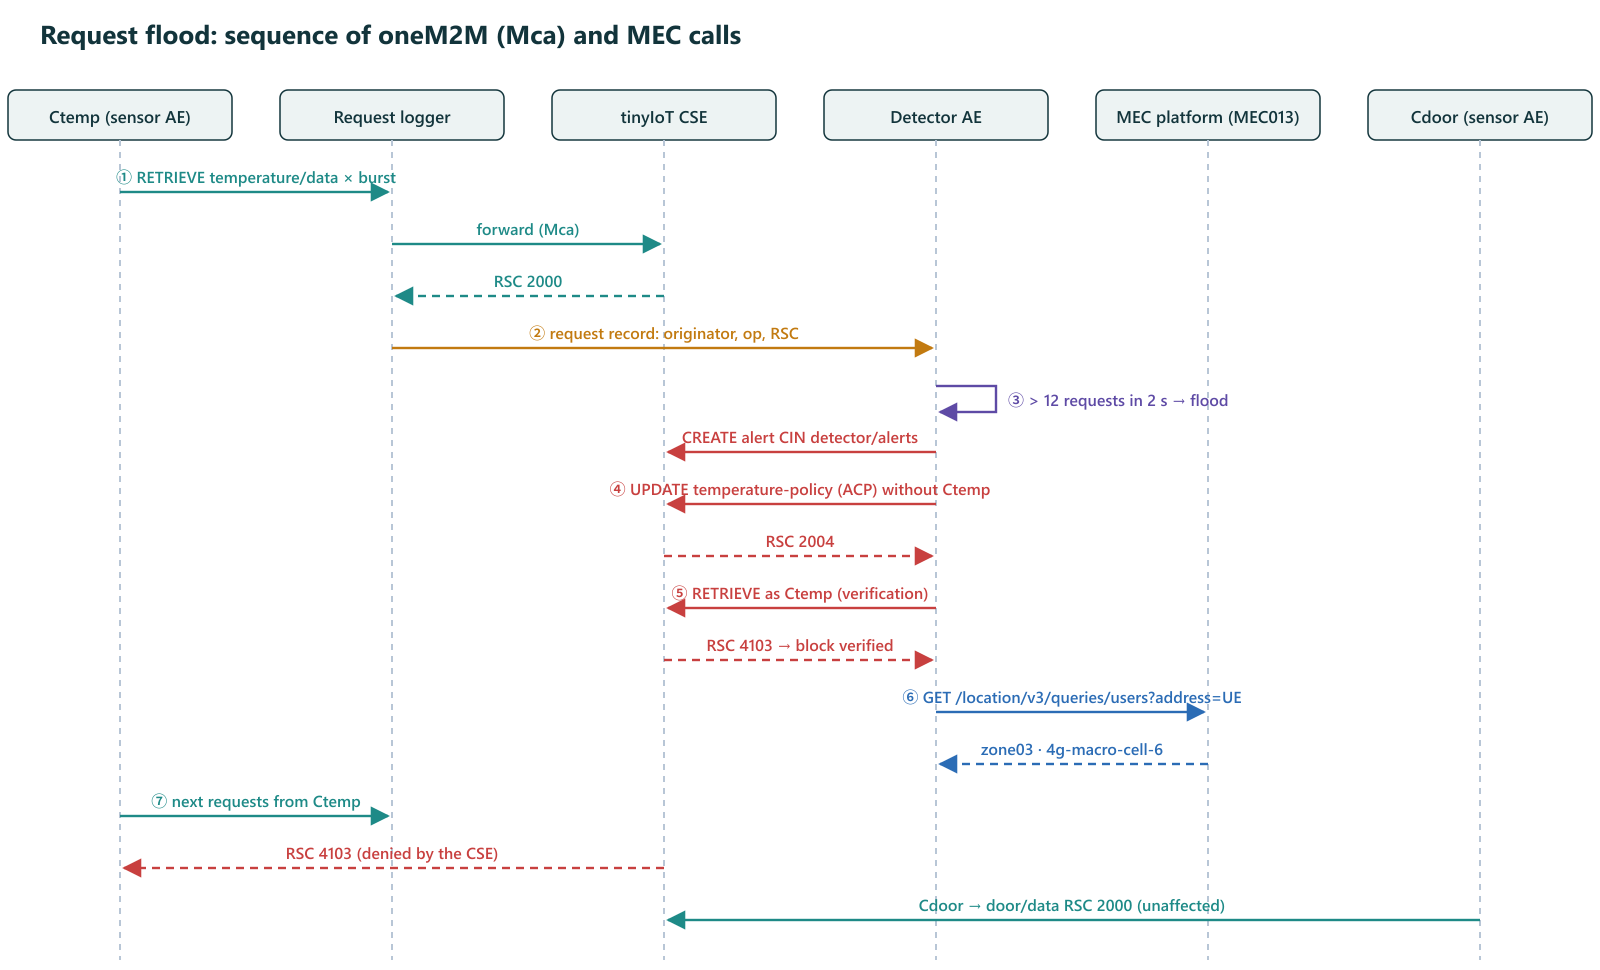 Request flood: sequence of oneM2M (Mca) and MEC calls
Ctemp (sensor AE)
Request logger
tinyIoT CSE
Detector AE
MEC platform (MEC013)
Cdoor (sensor AE)
① RETRIEVE temperature/data × burst
forward (Mca)
RSC 2000
② request record: originator, op, RSC
③ > 12 requests in 2 s → flood
CREATE alert CIN detector/alerts
④ UPDATE temperature-policy (ACP) without Ctemp
RSC 2004
⑤ RETRIEVE as Ctemp (verification)
RSC 4103 → block verified
⑥ GET /location/v3/queries/users?address=UE
zone03 · 4g-macro-cell-6
⑦ next requests from Ctemp
RSC 4103 (denied by the CSE)
Cdoor → door/data RSC 2000 (unaffected)